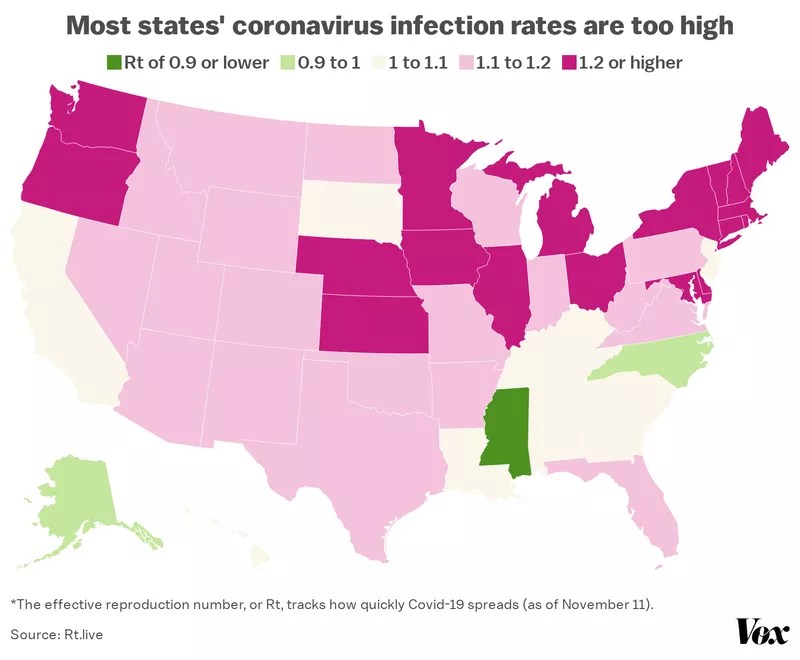 Most states' coronavirus infection rates are too high
Rt of 0.9 or lower 0.9 to 1 1 to 1.1 1.1 to 1.2 1.2 or higher
*The effective reproduction number, or Rt, tracks how quickly Covid-19 spreads (as of November 11).
Source: Rt.live
Vox